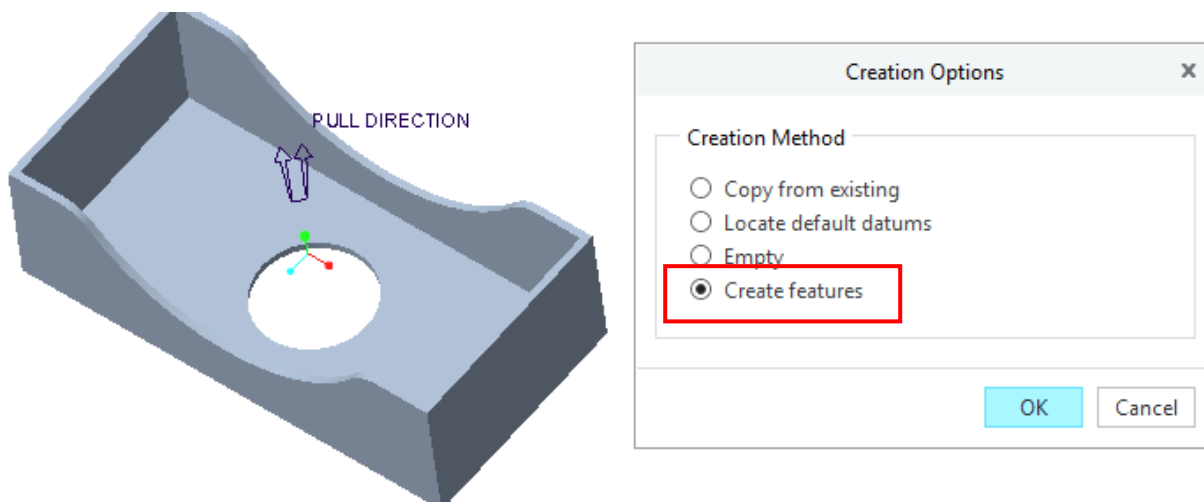 PULL DIRECTION
Creation Options
Creation Method
Copy from existing
Locate default datums
Empty
Create features
OK
Cancel